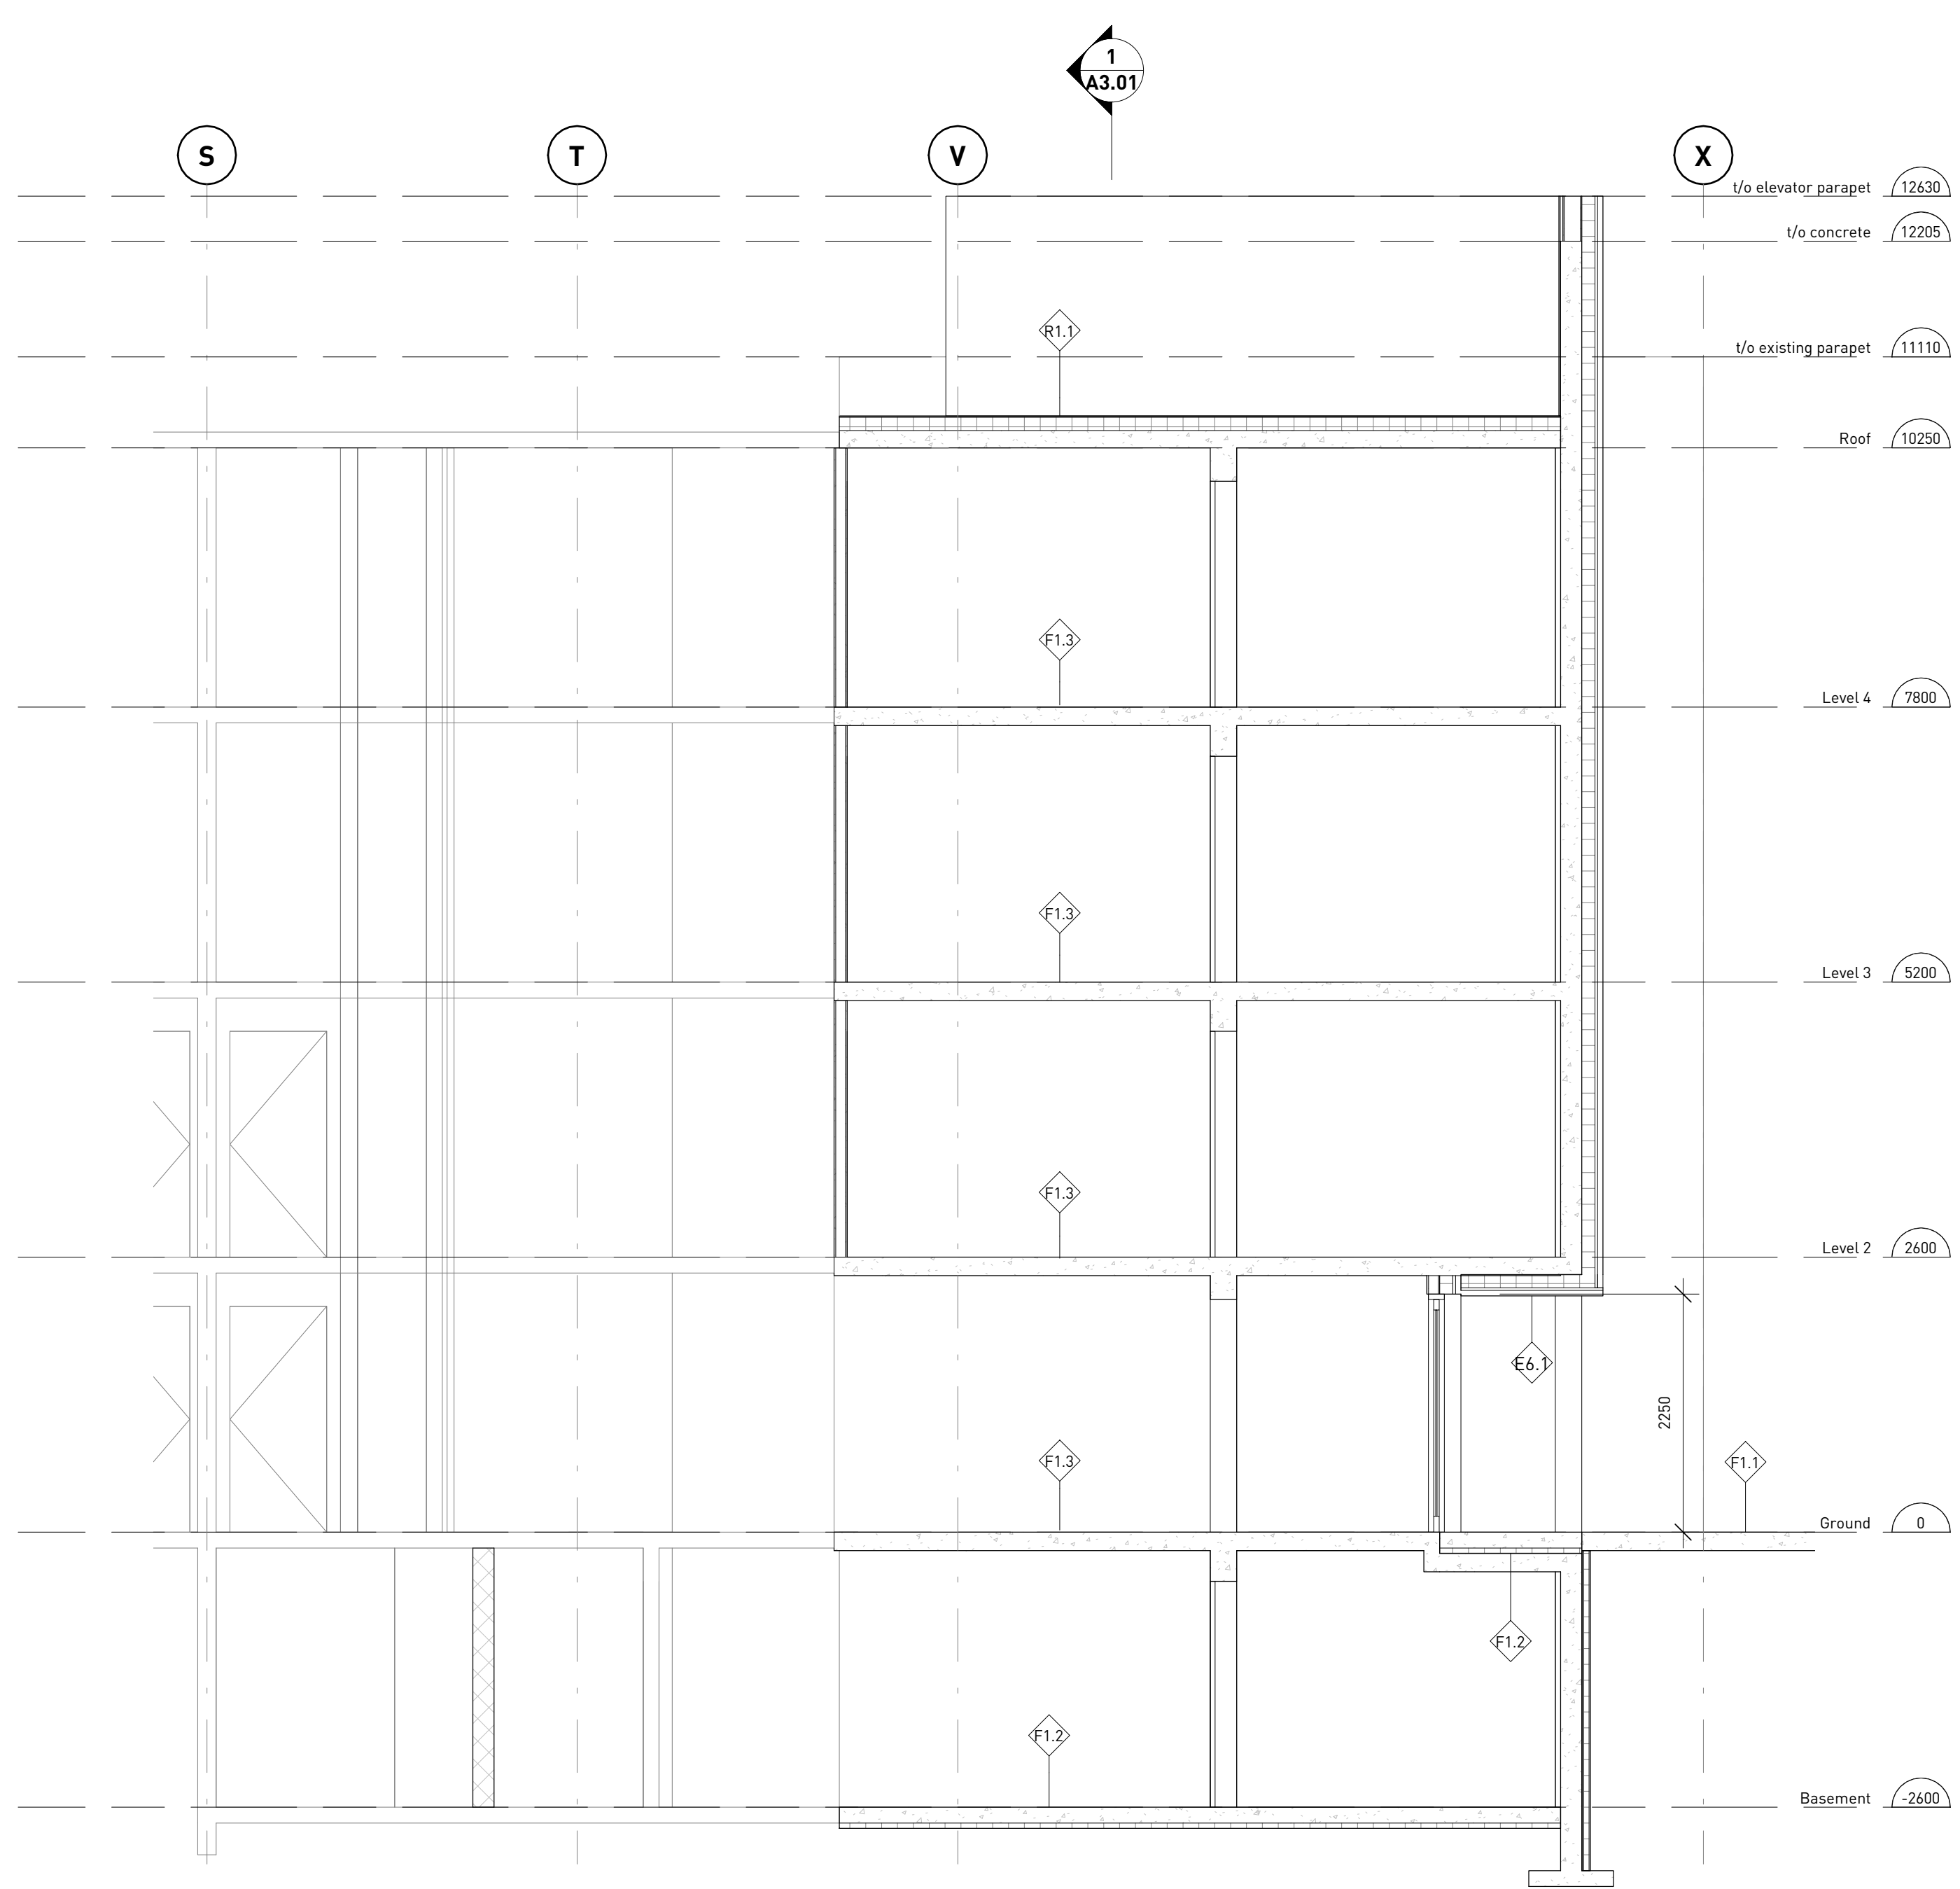 1
A3.01
S
T
V
X
t/o elevator parapet 12630
t/o concrete 12205
R1.1
t/o existing parapet 11110
Roof 10250
F1.3
Level 4 7800
F1.3
Level 3 5200
F1.3
Level 2 2600
E6.1
2250
F1.3
F1.1
Ground 0
F1.2
F1.2
Basement -2600